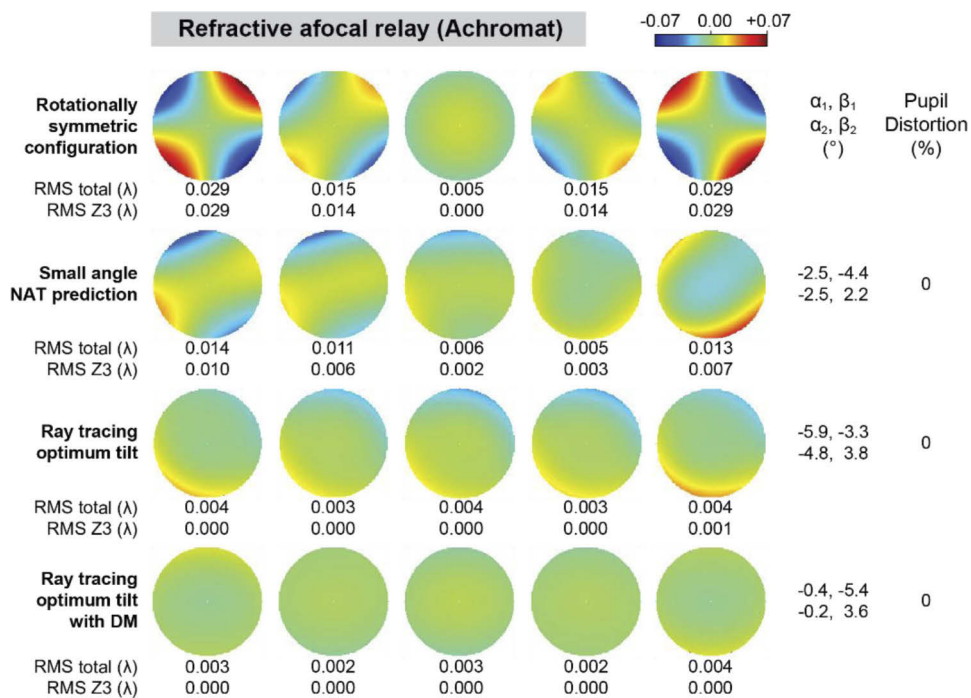 Refractive afocal relay (Achromat)
-0.07 0.00 +0.07
Rotationally
symmetric
configuration
α1, β1
α2, β2
(°)
Pupil
Distortion
(%)
RMS total (λ) 0.029 0.015 0.005 0.015 0.029
RMS Z3 (λ) 0.029 0.014 0.000 0.014 0.029
Small angle
NAT prediction
-2.5, -4.4
-2.5, 2.2
0
RMS total (λ) 0.014 0.011 0.006 0.005 0.013
RMS Z3 (λ) 0.010 0.006 0.002 0.003 0.007
Ray tracing
optimum tilt
-5.9, -3.3
-4.8, 3.8
0
RMS total (λ) 0.004 0.003 0.004 0.003 0.004
RMS Z3 (λ) 0.000 0.000 0.000 0.000 0.001
Ray tracing
optimum tilt
with DM
-0.4, -5.4
-0.2, 3.6
0
RMS total (λ) 0.003 0.002 0.003 0.002 0.004
RMS Z3 (λ) 0.000 0.000 0.000 0.000 0.000